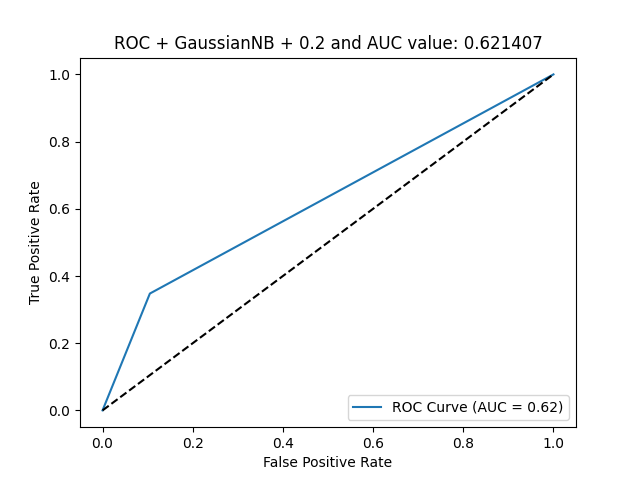 ROC + GaussianNB + 0.2 and AUC value: 0.621407
1.0
0.8
0.6
0.4
0.2
0.0
True Positive Rate
ROC Curve (AUC = 0.62)
0.0 0.2 0.4 0.6 0.8 1.0
False Positive Rate